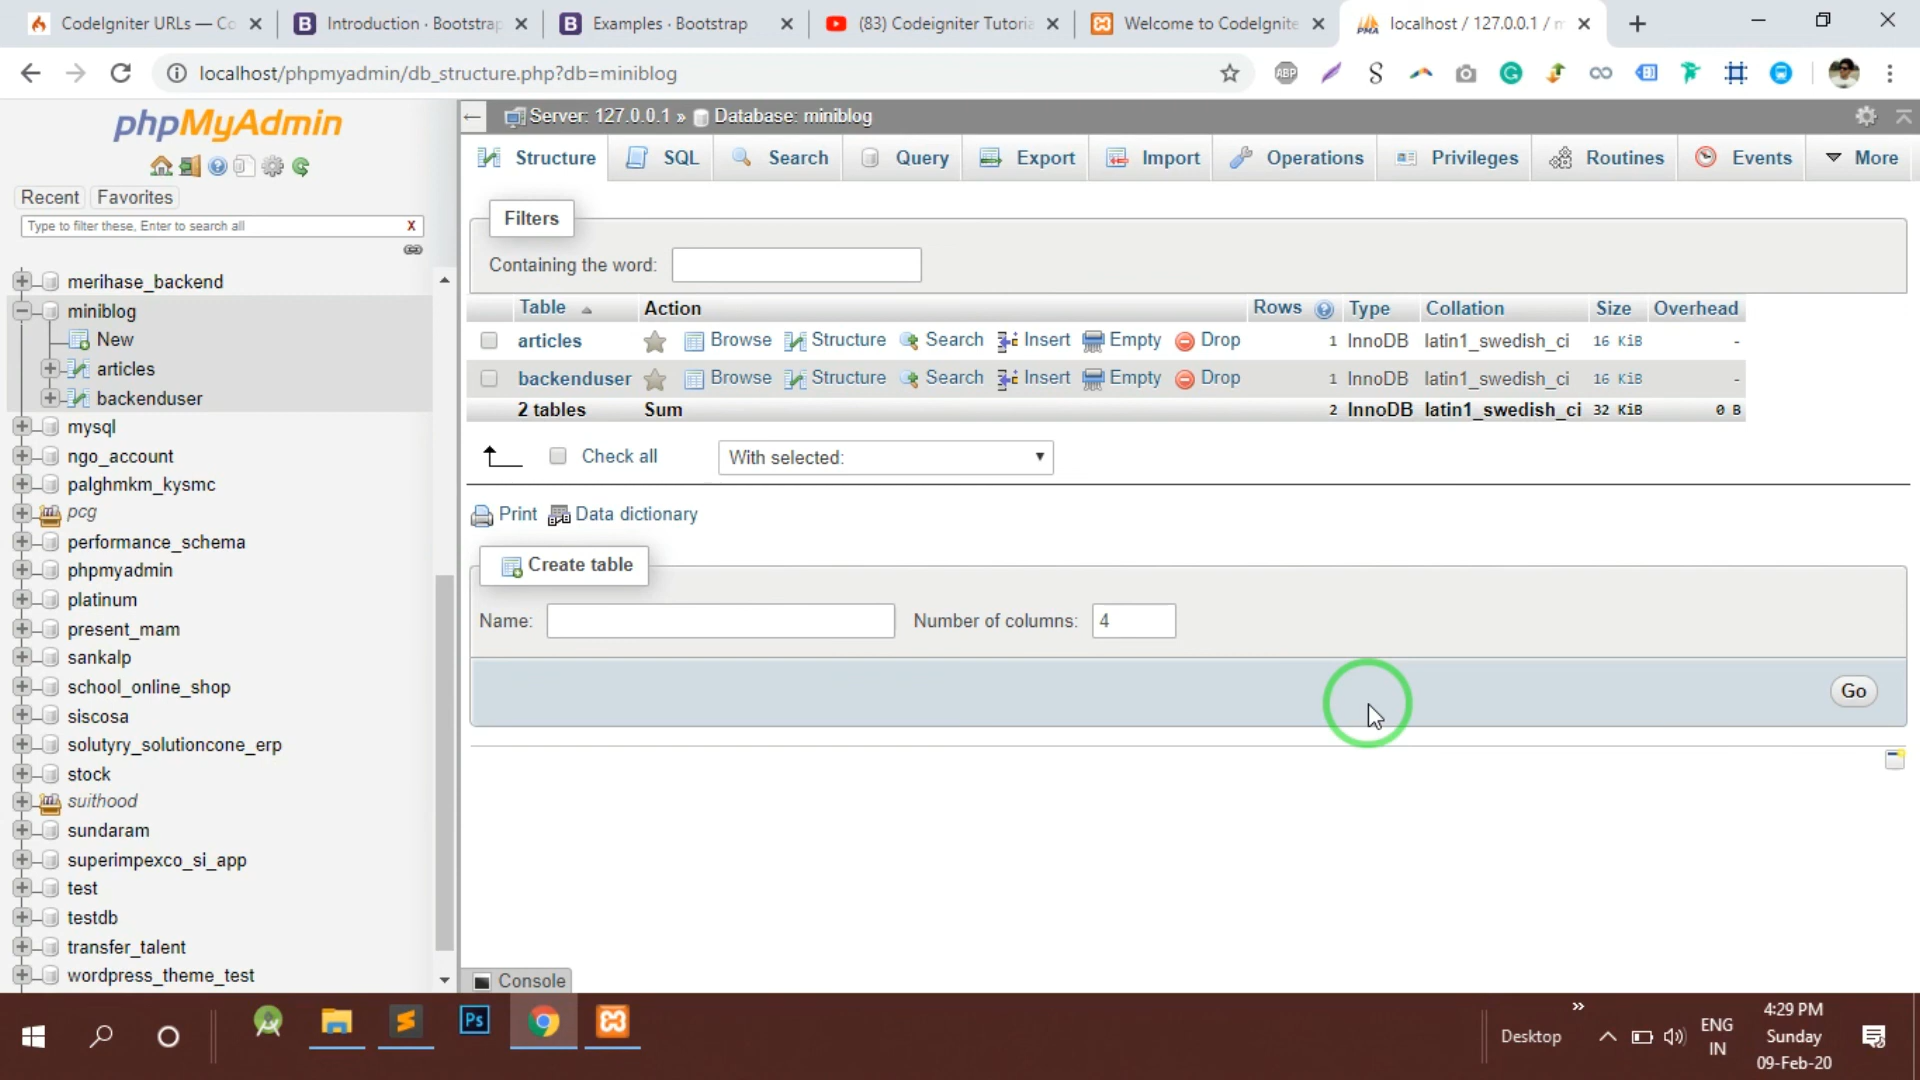 CodeIgniter URLs — Co
Introduction · Bootstrap
Examples · Bootstrap
(83) Codeigniter Tutoria
Welcome to CodeIgnite
localhost / 127.0.0.1 / m
localhost/phpmyadmin/db_structure.php?db=miniblog
ABP
phpMyAdmin
Recent
Favorites
Type to filter these, Enter to search all
X
merihase_backend
miniblog
New
articles
backenduser
mysql
ngo_account
palghmkm_kysmc
pcg
performance_schema
phpmyadmin
platinum
present_mam
sankalp
school_online_shop
siscosa
solutyry_solutioncone_erp
stock
suithood
sundaram
superimpexco_si_app
test
testdb
transfer_talent
wordpress_theme_test
Server: 127.0.0.1 » Database: miniblog
Structure SQL Search Query Export Import Operations Privileges Routines Events More
Filters
Containing the word:
Table Action Rows Type Collation Size Overhead
articles Browse Structure Search Insert Empty Drop 1 InnoDB latin1_swedish_ci 16 KiB -
backenduser Browse Structure Search Insert Empty Drop 1 InnoDB latin1_swedish_ci 16 KiB -
2 tables Sum 2 InnoDB latin1_swedish_ci 32 KiB 0 B
Check all
With selected:
Print Data dictionary
Create table
Name:
Number of columns: 4
Go
Console
Ps
Desktop
»
ENG
IN
4:29 PM
Sunday
09-Feb-20